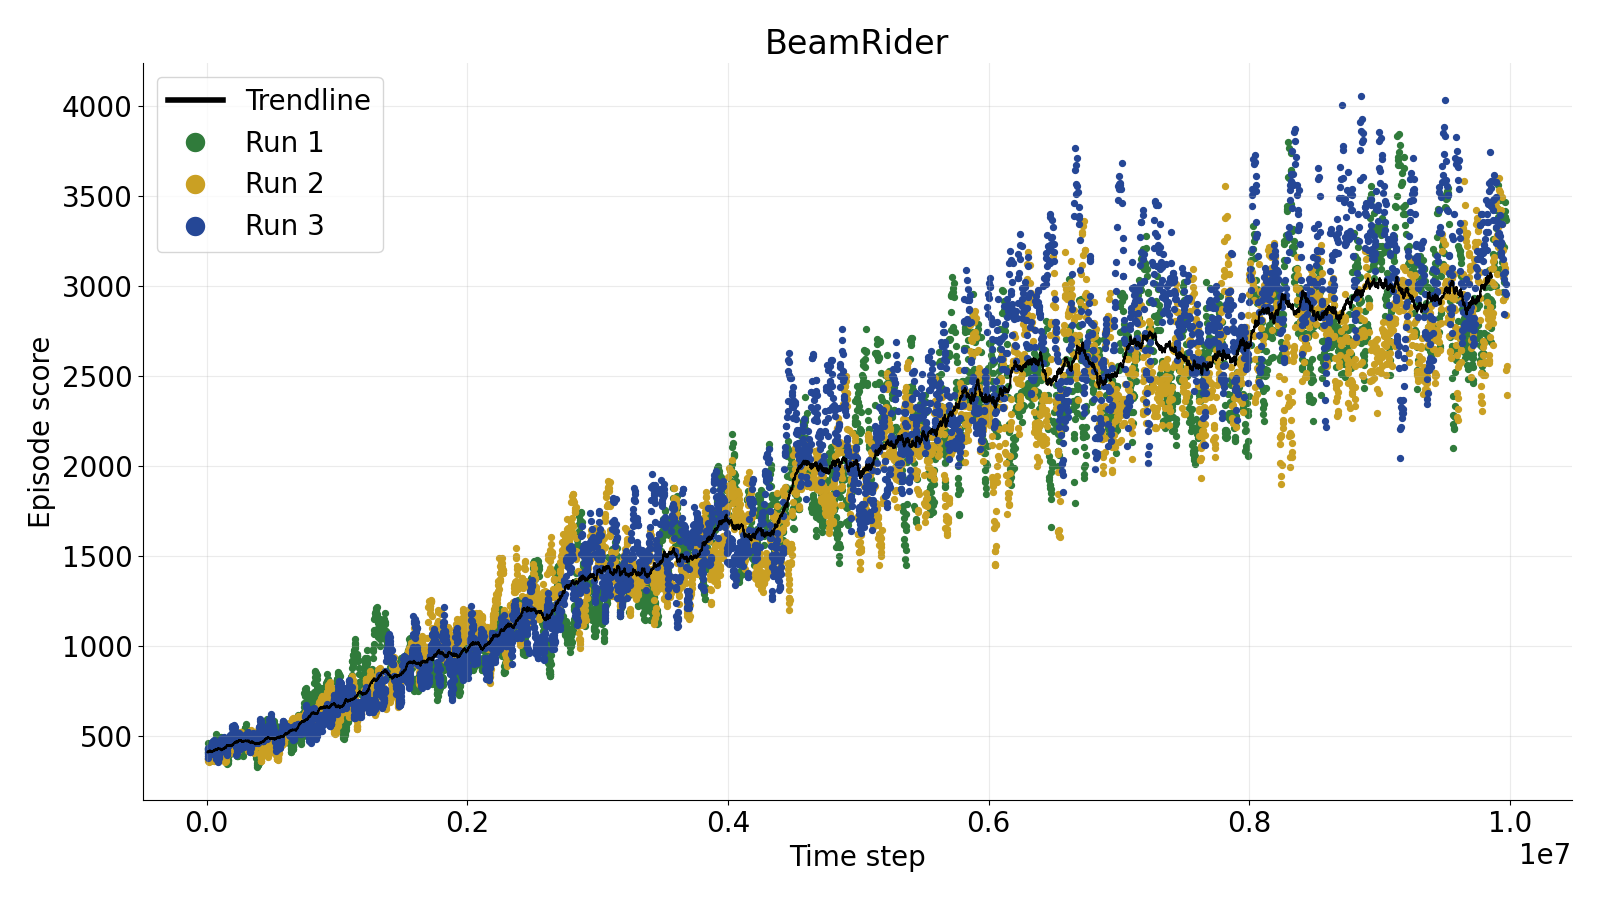 BeamRider
Trendline
Run 1
Run 2
Run 3
Episode score
4000
3500
3000
2500
2000
1500
1000
500
0.0 0.2 0.4 0.6 0.8 1.0
1e7
Time step